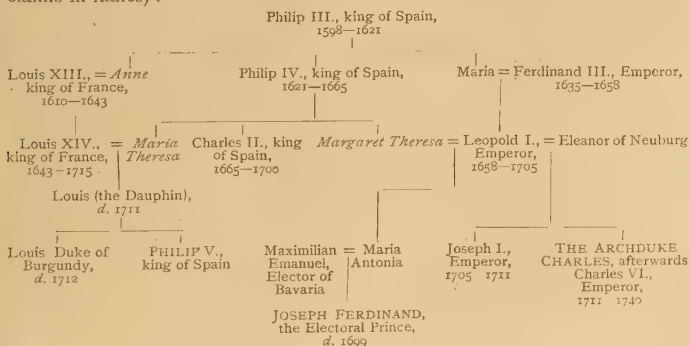 claims in italics) :
Philip III., king of Spain,
1598—1621
Louis XIII., = Anne
king of France,
1610—1643
Philip IV., king of Spain,
1621—1665
Maria = Ferdinand III., Emperor,
1635—1658
Louis XIV., = Maria
king of France, Theresa
1643–1715
Charles II., king
of Spain,
1665—1700
Margaret Theresa = Leopold I., = Eleanor of Neuburg
Emperor,
1658—1705
Louis (the Dauphin),
d. 1711
Louis Duke of
Burgundy,
d. 1712
PHILIP V.,
king of Spain
Maximilian = Maria
Emanuel, Antonia
Elector of
Bavaria
Joseph I.,
Emperor,
1705 1711
THE ARCHDUKE
CHARLES, afterwards
Charles VI.,
Emperor,
1711 1740
JOSEPH FERDINAND,
the Electoral Prince,
d. 1699